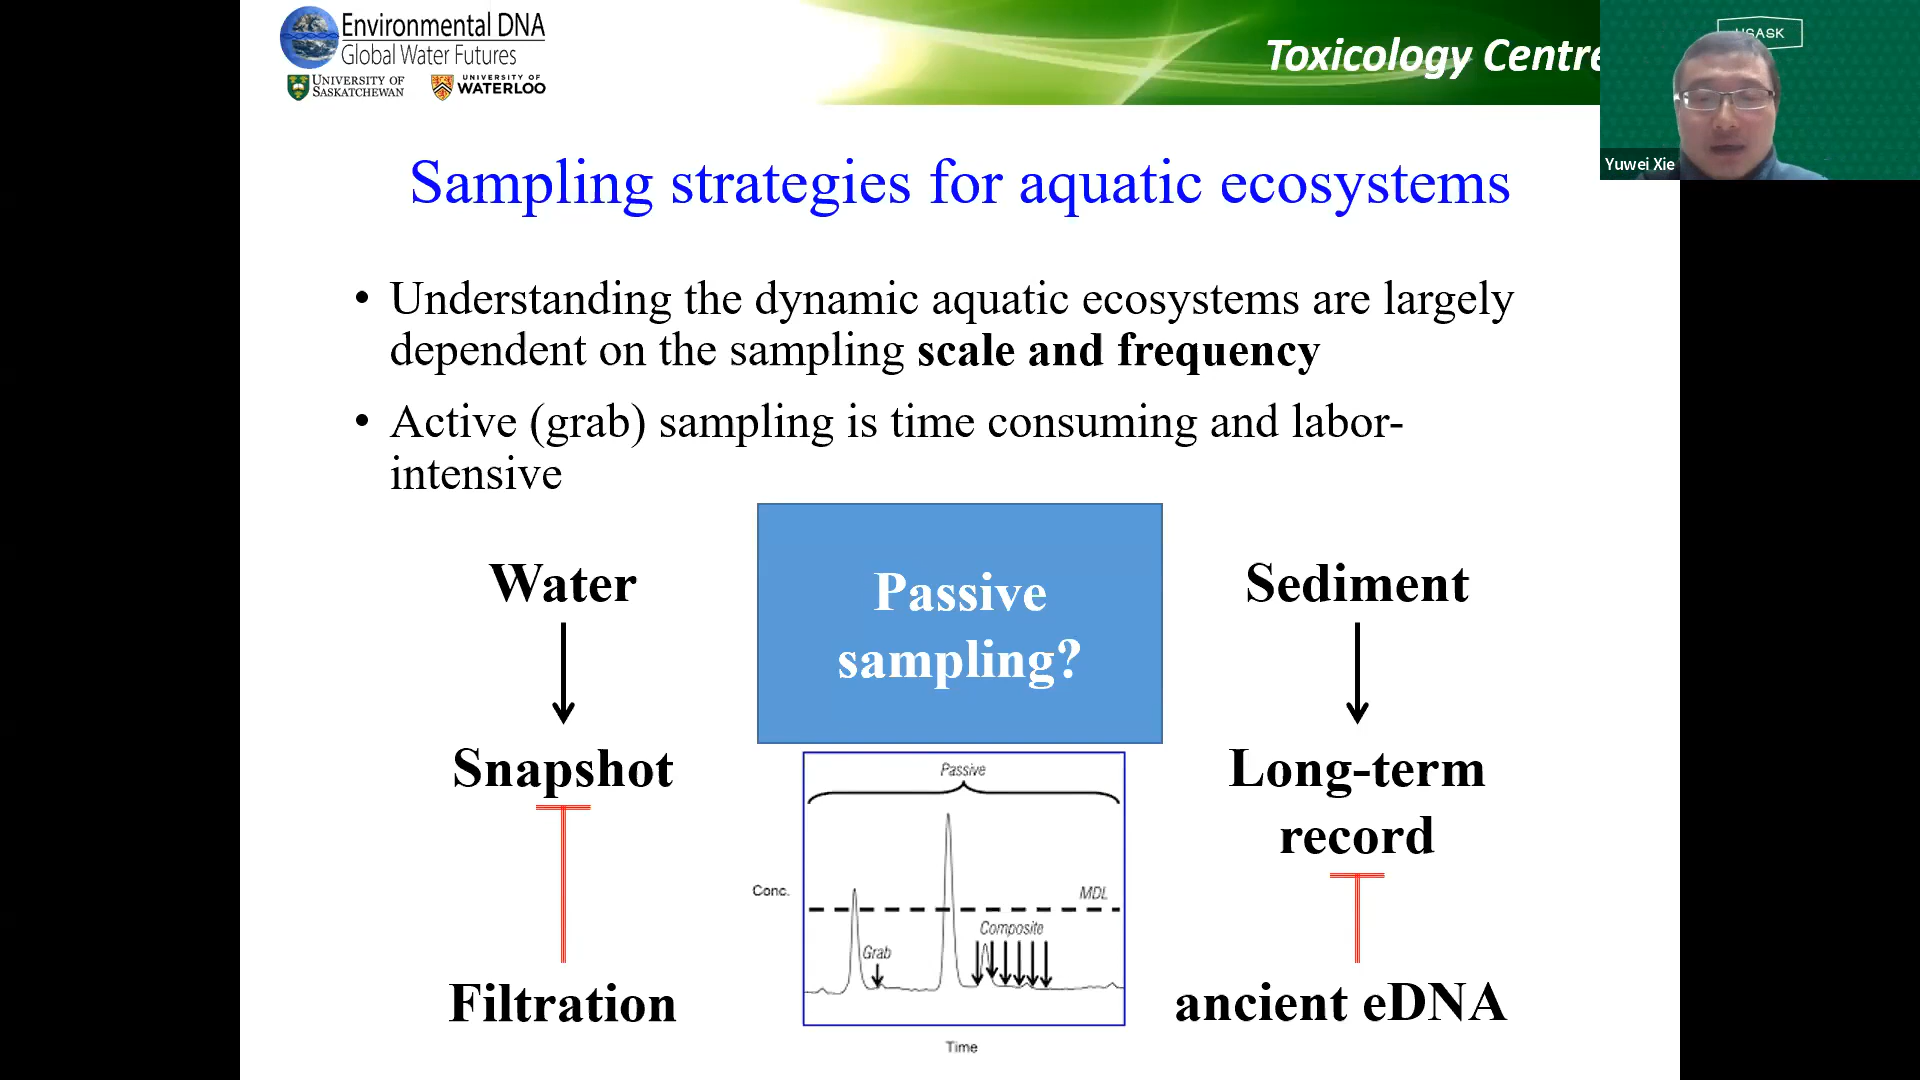 Environmental DNA
Global Water Futures
UNIVERSITY OF
SASKATCHEWAN
UNIVERSITY OF
WATERLOO
Toxicology Centre
USASK
Yuwei Xie
Sampling strategies for aquatic ecosystems
• Understanding the dynamic aquatic ecosystems are largely
dependent on the sampling scale and frequency
• Active (grab) sampling is time consuming and labor-
intensive
Water
Snapshot
Filtration
Passive
sampling?
Passive
Conc.
MDL
Composite
Grab
Time
Sediment
Long-term
record
ancient eDNA